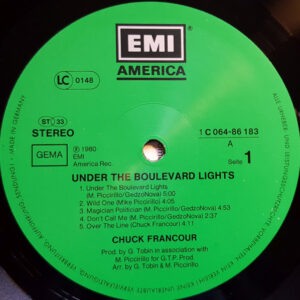 EMI
AMERICA
LC 0148
ST 33
STEREO
GEMA
℗ 1980
EMI
America Rec.
1 C 064-86 183
A
Seite 1
UNDER THE BOULEVARD LIGHTS
1. Under The Boulevard Lights
(M. Piccirillo/GedzoNova) 5:00
2. Wild One (Mike Piccirillo) 4:00
3. Magician Politician (M. Piccirillo/GedzoNova) 4:53
4. Don't Call Me (M. Piccirillo/GedzoNova) 2:37
5. Over The Line (Chuck Francour) 4:11
CHUCK FRANCOUR
Prod. by G. Tobin in association with
M. Piccirillo for G.T.P. Prod.
Arr. by G. Tobin & M. Piccirillo
MADE IN GERMANY